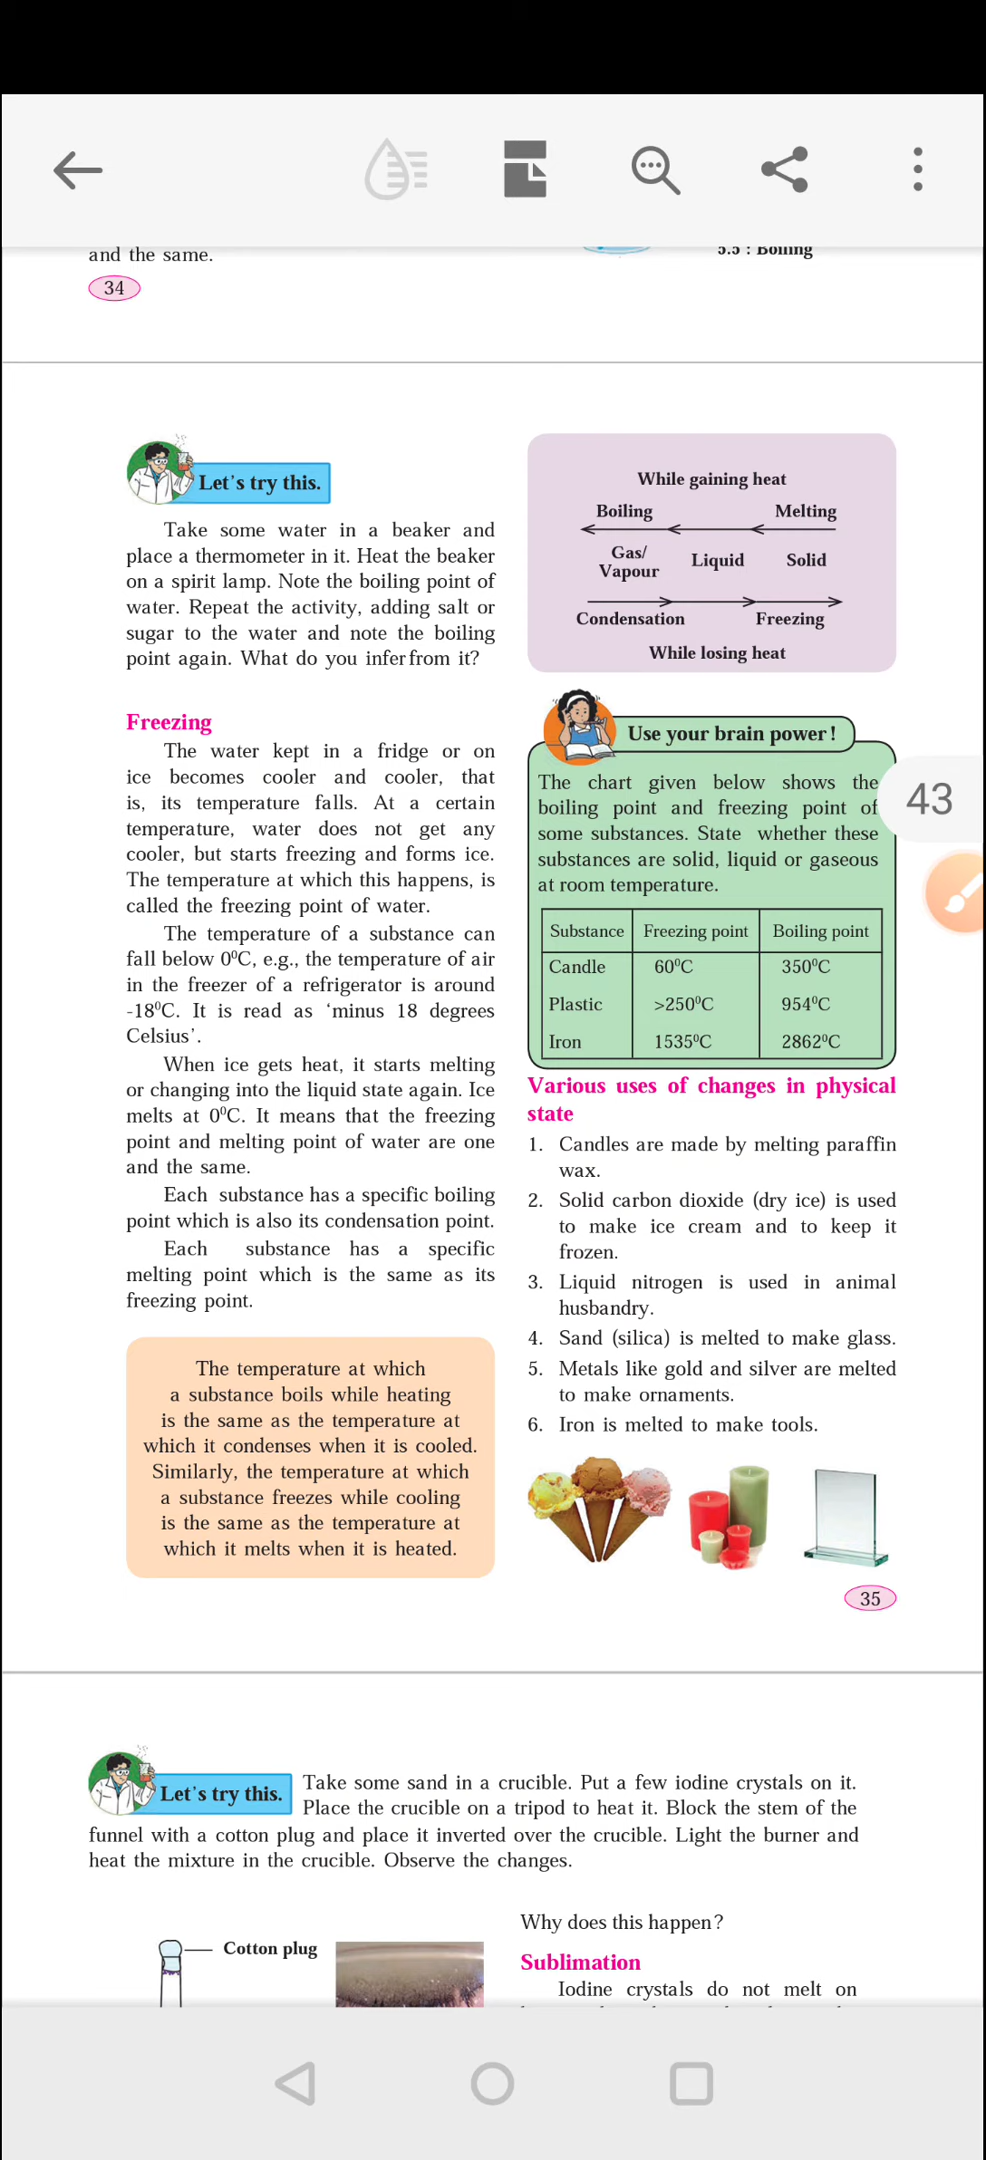 and the same.
5.5 : Boiling
34
Let's try this.
Take some water in a beaker and
place a thermometer in it. Heat the beaker
on a spirit lamp. Note the boiling point of
water. Repeat the activity, adding salt or
sugar to the water and note the boiling
point again. What do you infer from it?
Freezing
The water kept in a fridge or on
ice becomes cooler and cooler, that
is, its temperature falls. At a certain
temperature, water does not get any
cooler, but starts freezing and forms ice.
The temperature at which this happens, is
called the freezing point of water.
The temperature of a substance can
fall below 0⁰C, e.g., the temperature of air
in the freezer of a refrigerator is around
-18⁰C. It is read as ‘minus 18 degrees
Celsius’.
When ice gets heat, it starts melting
or changing into the liquid state again. Ice
melts at 0⁰C. It means that the freezing
point and melting point of water are one
and the same.
Each substance has a specific boiling
point which is also its condensation point.
Each substance has a specific
melting point which is the same as its
freezing point.
The temperature at which
a substance boils while heating
is the same as the temperature at
which it condenses when it is cooled.
Similarly, the temperature at which
a substance freezes while cooling
is the same as the temperature at
which it melts when it is heated.
While gaining heat
Boiling Melting
Gas/
Vapour Liquid Solid
Condensation Freezing
While losing heat
Use your brain power!
The chart given below shows the
boiling point and freezing point of
some substances. State whether these
substances are solid, liquid or gaseous
at room temperature.
Substance Freezing point Boiling point
Candle 60⁰C 350⁰C
Plastic >250⁰C 954⁰C
Iron 1535⁰C 2862⁰C
43
Various uses of changes in physical
state
1. Candles are made by melting paraffin
wax.
2. Solid carbon dioxide (dry ice) is used
to make ice cream and to keep it
frozen.
3. Liquid nitrogen is used in animal
husbandry.
4. Sand (silica) is melted to make glass.
5. Metals like gold and silver are melted
to make ornaments.
6. Iron is melted to make tools.
35
Let's try this.
Take some sand in a crucible. Put a few iodine crystals on it.
Place the crucible on a tripod to heat it. Block the stem of the
funnel with a cotton plug and place it inverted over the crucible. Light the burner and
heat the mixture in the crucible. Observe the changes.
Cotton plug
Why does this happen?
Sublimation
Iodine crystals do not melt on